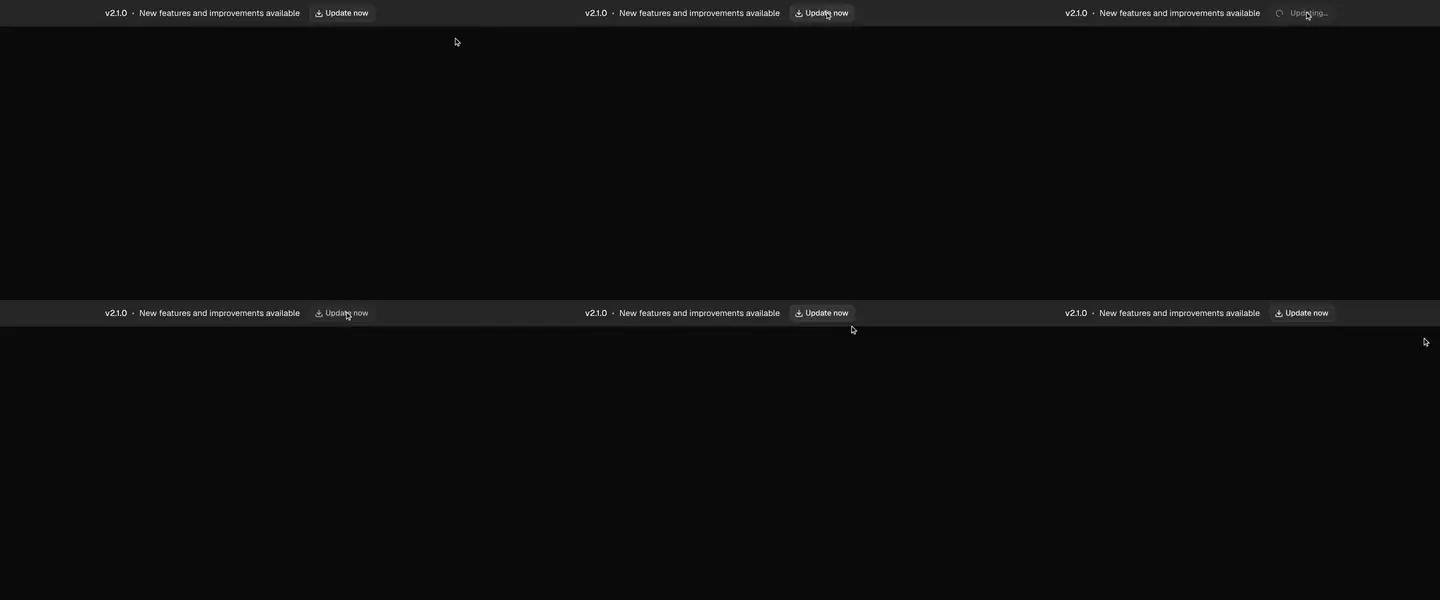 v2.1.0 • New features and improvements available Update now
v2.1.0 • New features and improvements available Update now
v2.1.0 • New features and improvements available Updating...
v2.1.0 • New features and improvements available Update now
v2.1.0 • New features and improvements available Update now
v2.1.0 • New features and improvements available Update now